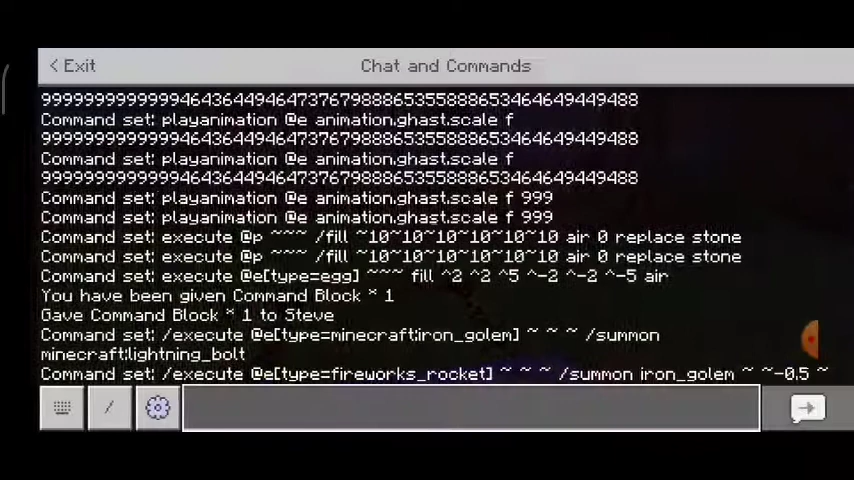 < Exit
Chat and Commands
99999999999999464364494647376798886535588865346464944 9488
Command set: playanimation @e animation.ghast.scale f
999999999999994643644946473767988865355888653464649449488
Command set: playanimation @e animation.ghast.scale f
999999999999994643644946473767988865355888653464649449488
Command set: playanimation @e animation.ghast.scale f 999
Command set: playanimation @e animation.ghast.scale f 999
Command set: execute @p ~~~ /fill ~10~10~10~10~10~10 air 0 replace stone
Command set: execute @p ~~~ /fill ~10~10~10~10~10~10 air 0 replace stone
Command set: execute @e[type=egg] ~~~ fill ^2 ^2 ^5 ^-2 ^-2 ^-5 air
You have been given Command Block * 1
Gave Command Block * 1 to Steve
Command set: /execute @e[type=minecraft:iron_golem] ~ ~ ~ /summon
minecraft:lightning_bolt
Command set: /execute @e[type=fireworks_rocket] ~ ~ ~ /summon iron_golem ~ ~-0.5 ~
/